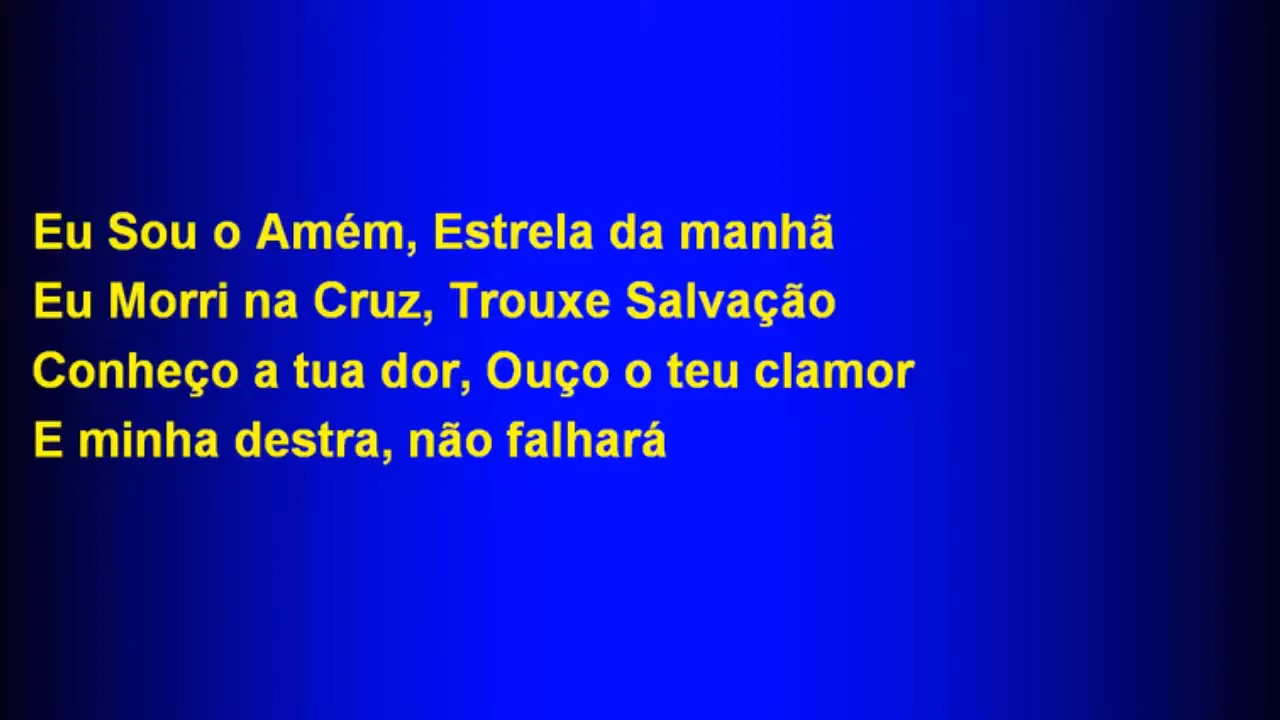 Eu Sou o Amém, Estrela da manhã
Eu Morri na Cruz, Trouxe Salvação
Conheço a tua dor, Ouço o teu clamor
E minha destra, não falhará